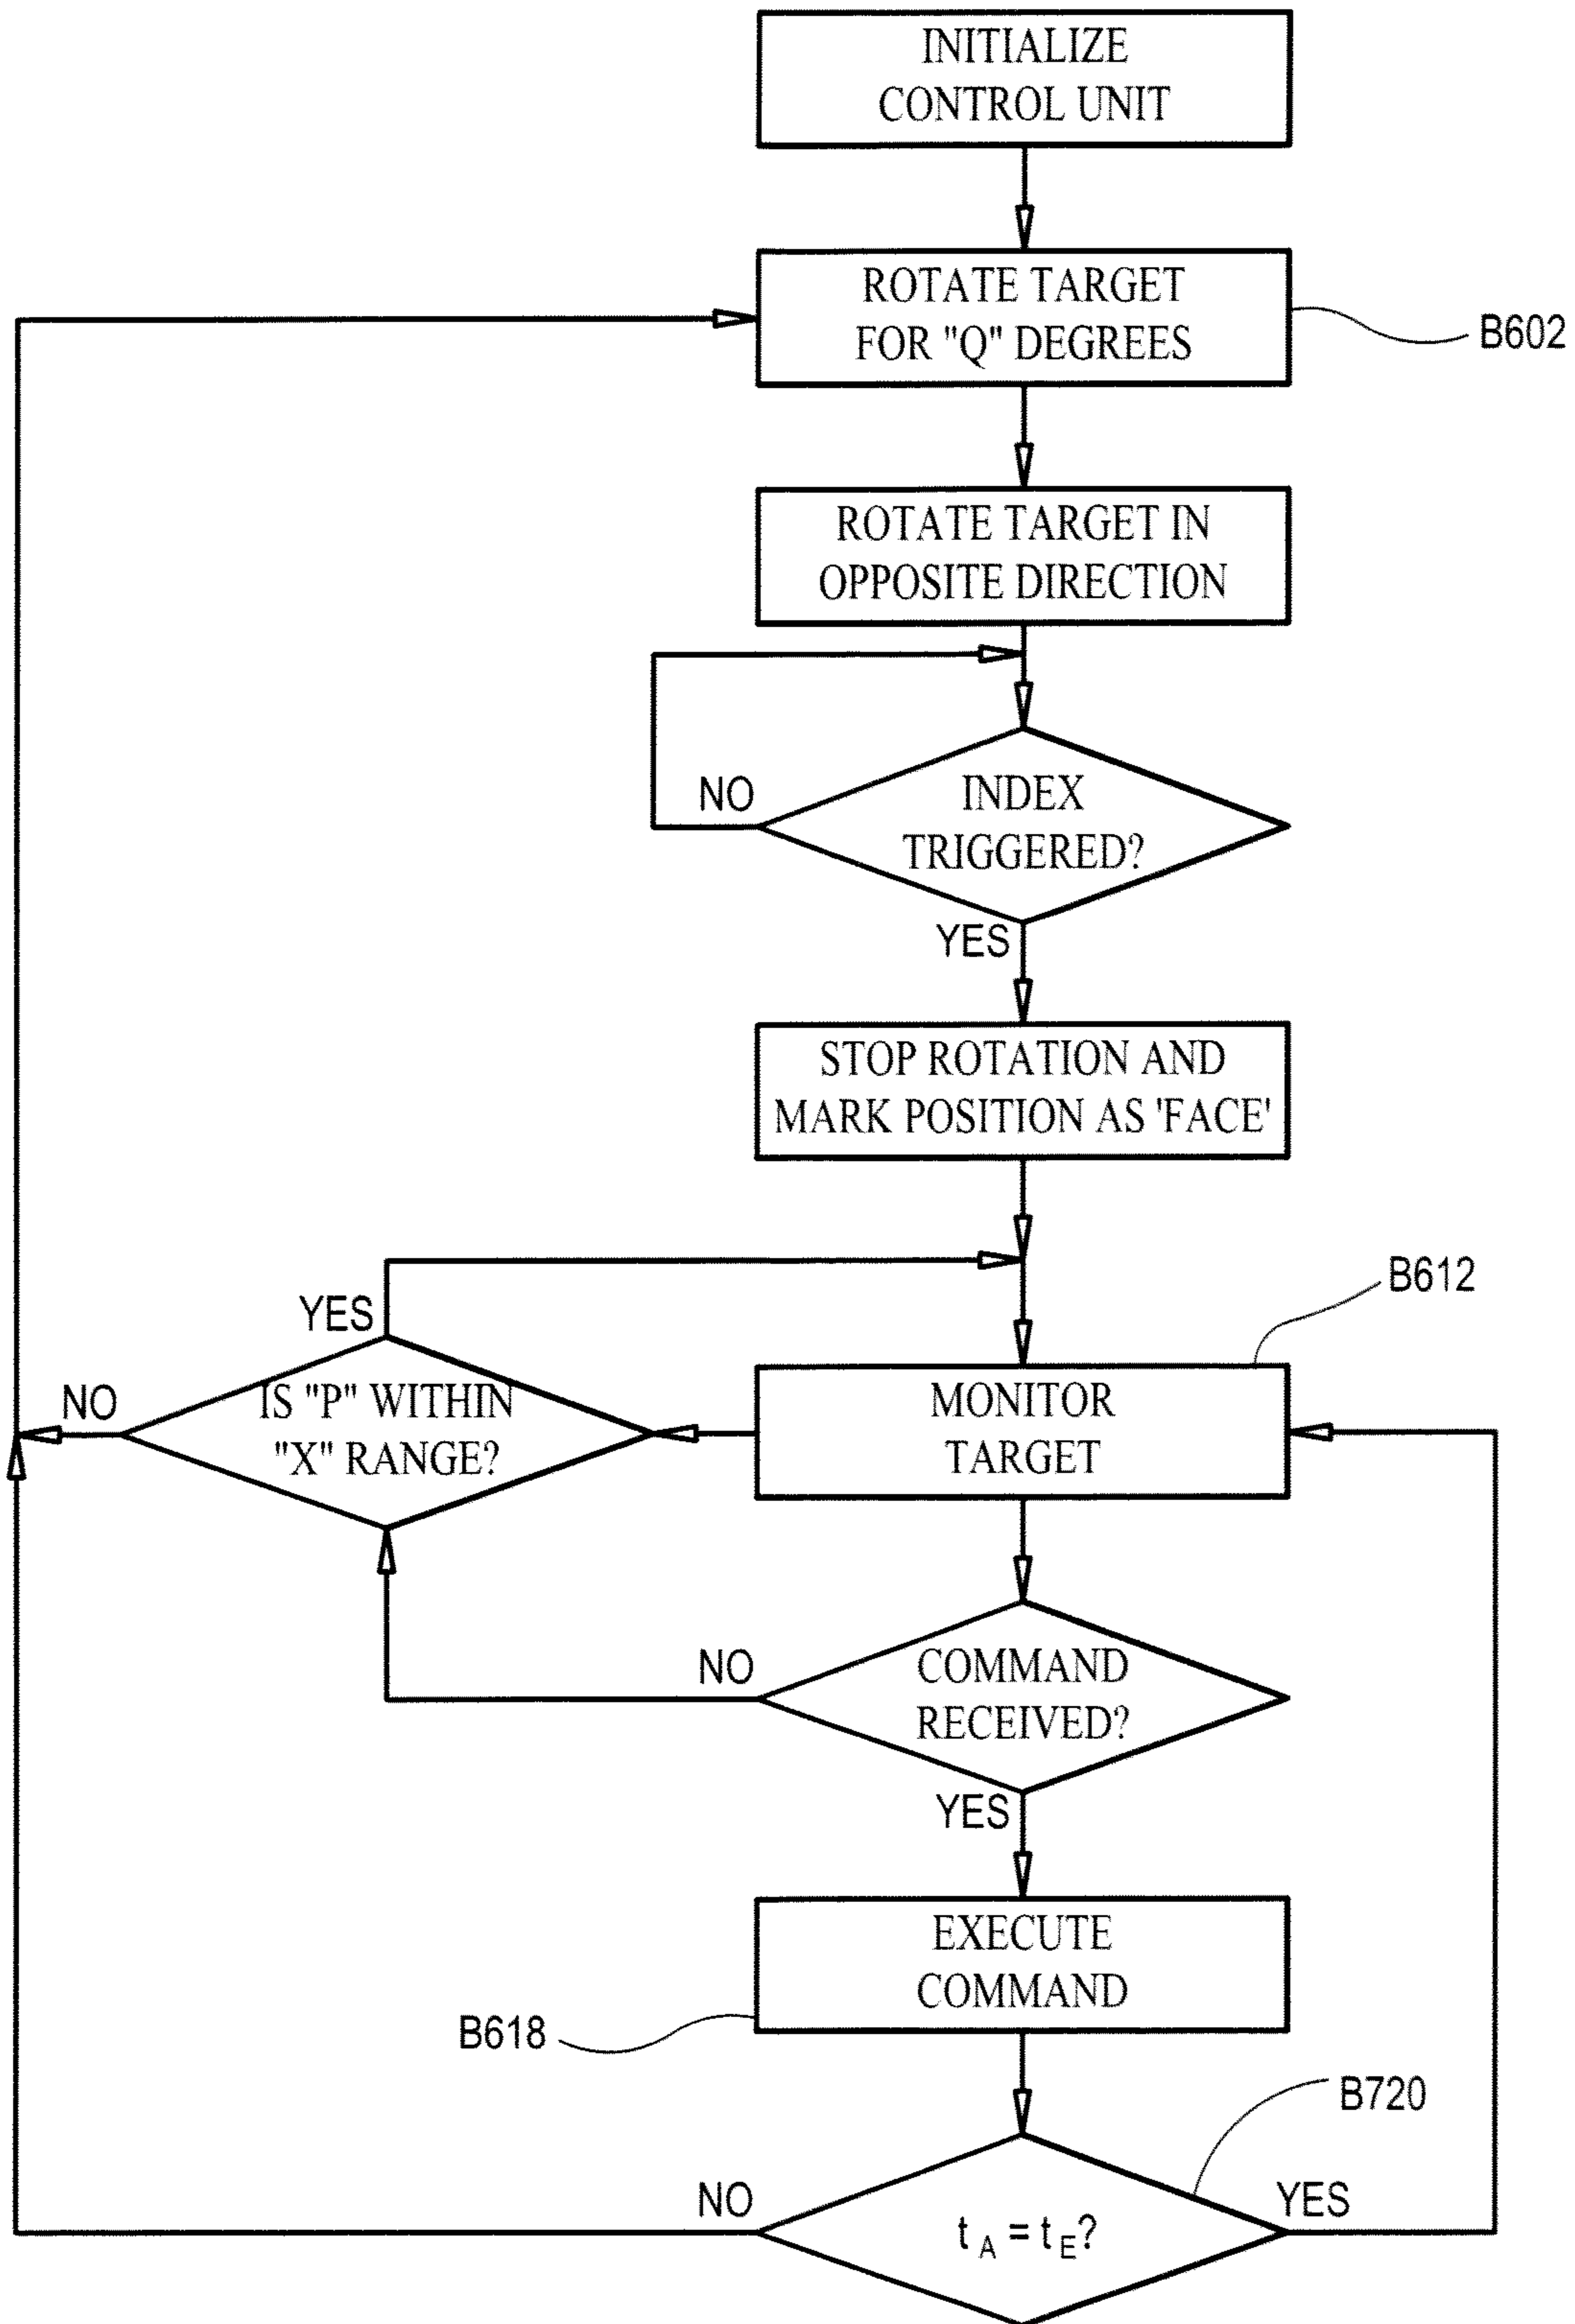 INITIALIZE
CONTROL UNIT
ROTATE TARGET
FOR "Q" DEGREES
B602
ROTATE TARGET IN
OPPOSITE DIRECTION
NO
INDEX
TRIGGERED?
YES
STOP ROTATION AND
MARK POSITION AS 'FACE'
B612
YES
NO
IS "P" WITHIN
"X" RANGE?
MONITOR
TARGET
NO
COMMAND
RECEIVED?
YES
EXECUTE
COMMAND
B618
B720
NO
t A = t E?
YES